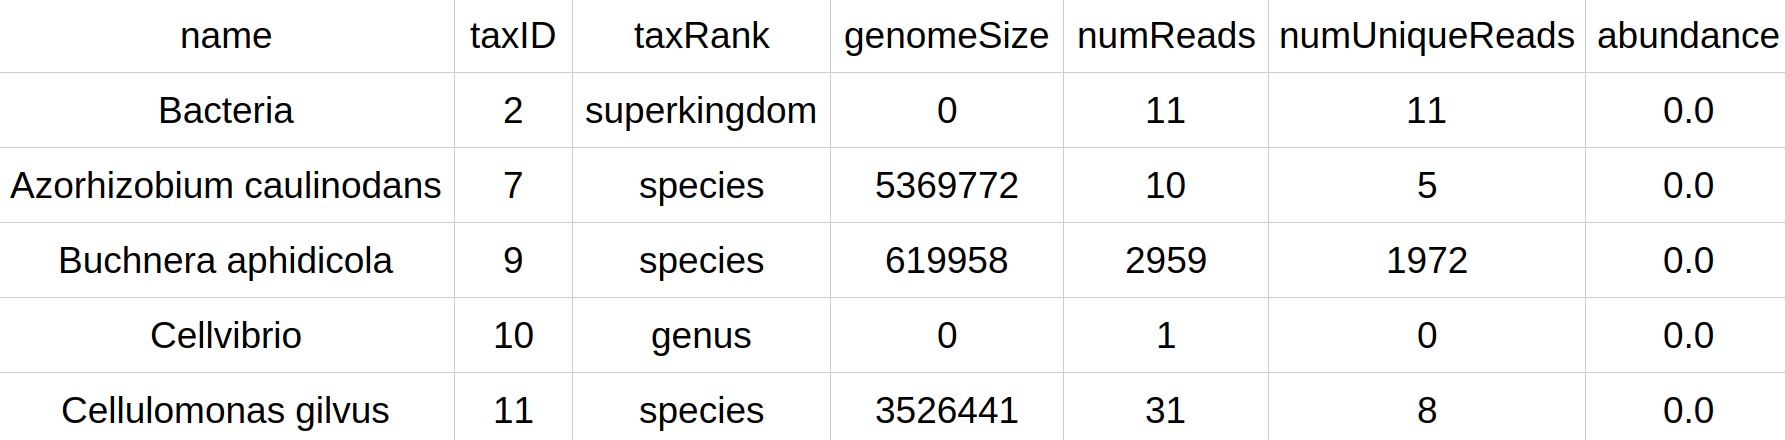 name taxID taxRank genomeSize numReads numUniqueReads abundance
Bacteria 2 superkingdom 0 11 11 0.0
Azorhizobium caulinodans 7 species 5369772 10 5 0.0
Buchnera aphidicola 9 species 619958 2959 1972 0.0
Cellvibrio 10 genus 0 1 0 0.0
Cellulomonas gilvus 11 species 3526441 31 8 0.0